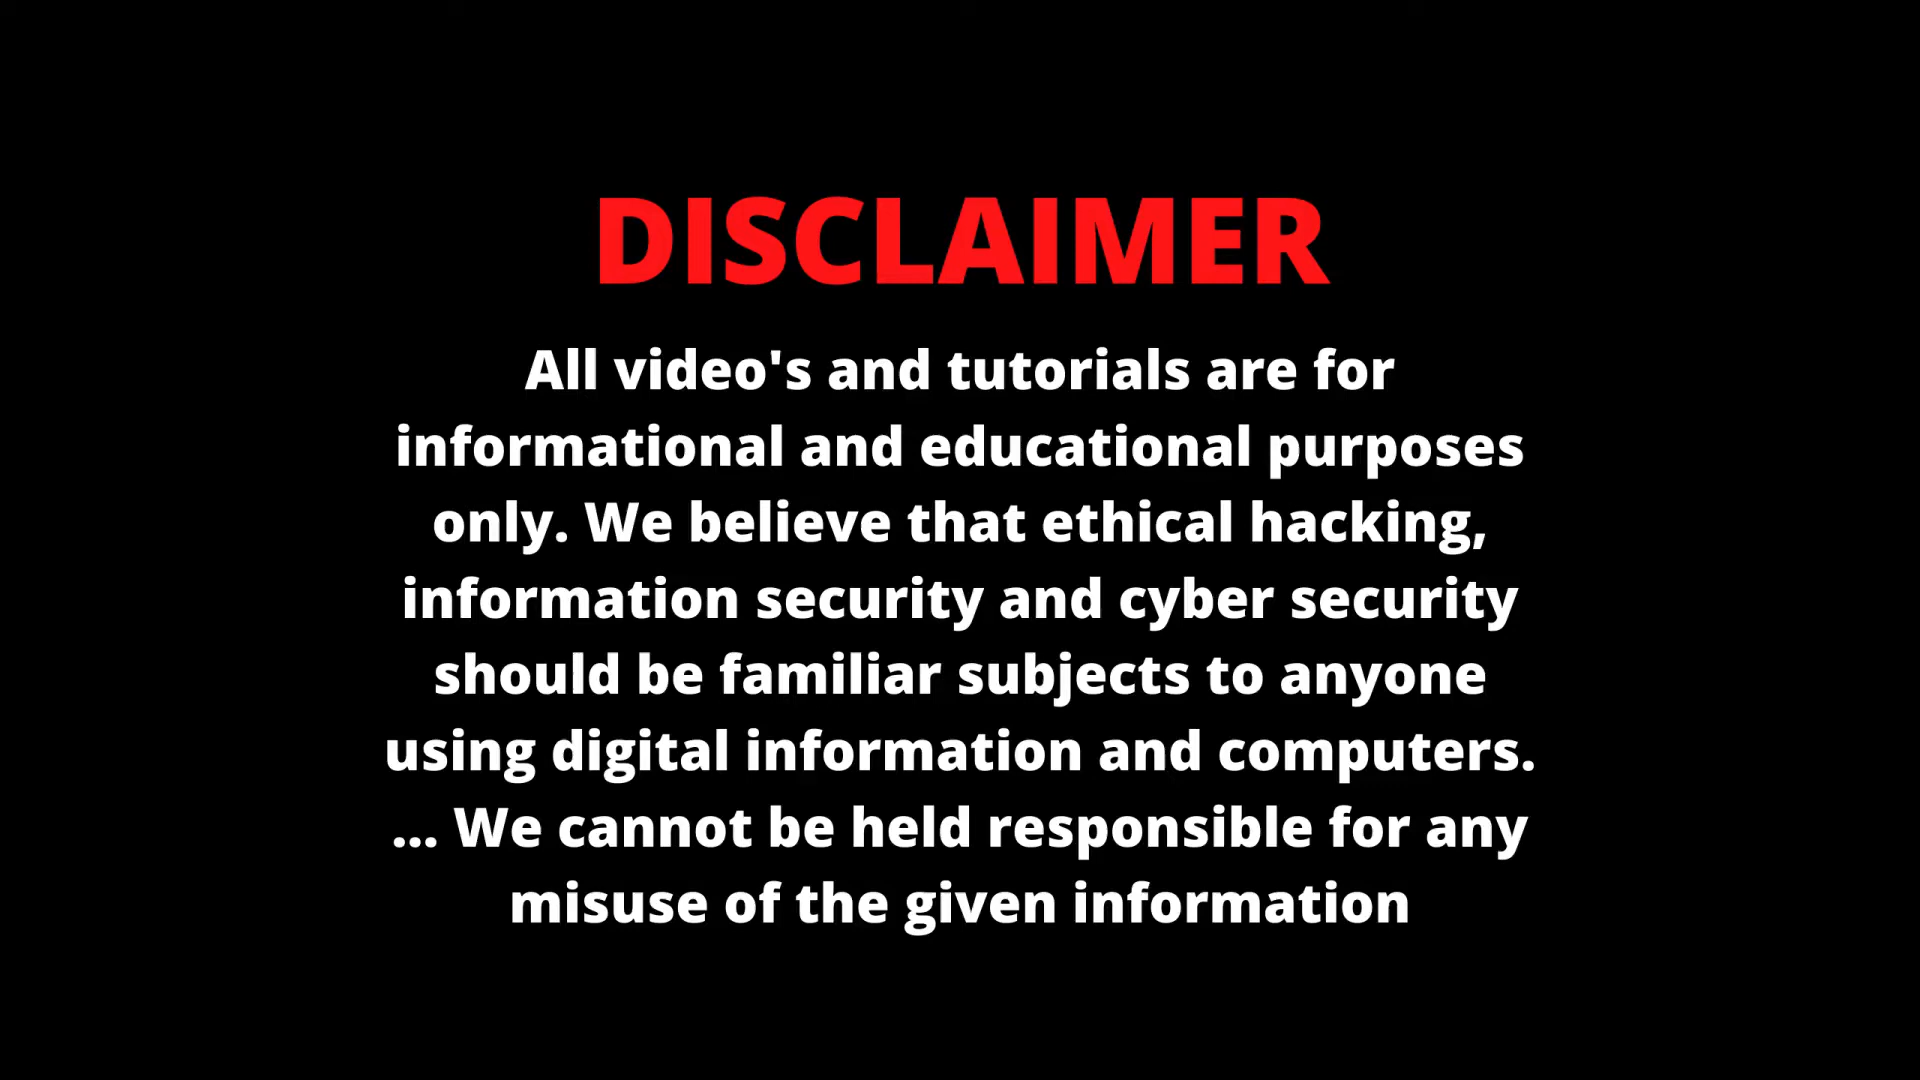 DISCLAIMER
All video's and tutorials are for
informational and educational purposes
only. We believe that ethical hacking,
information security and cyber security
should be familiar subjects to anyone
using digital information and computers.
... We cannot be held responsible for any
misuse of the given information